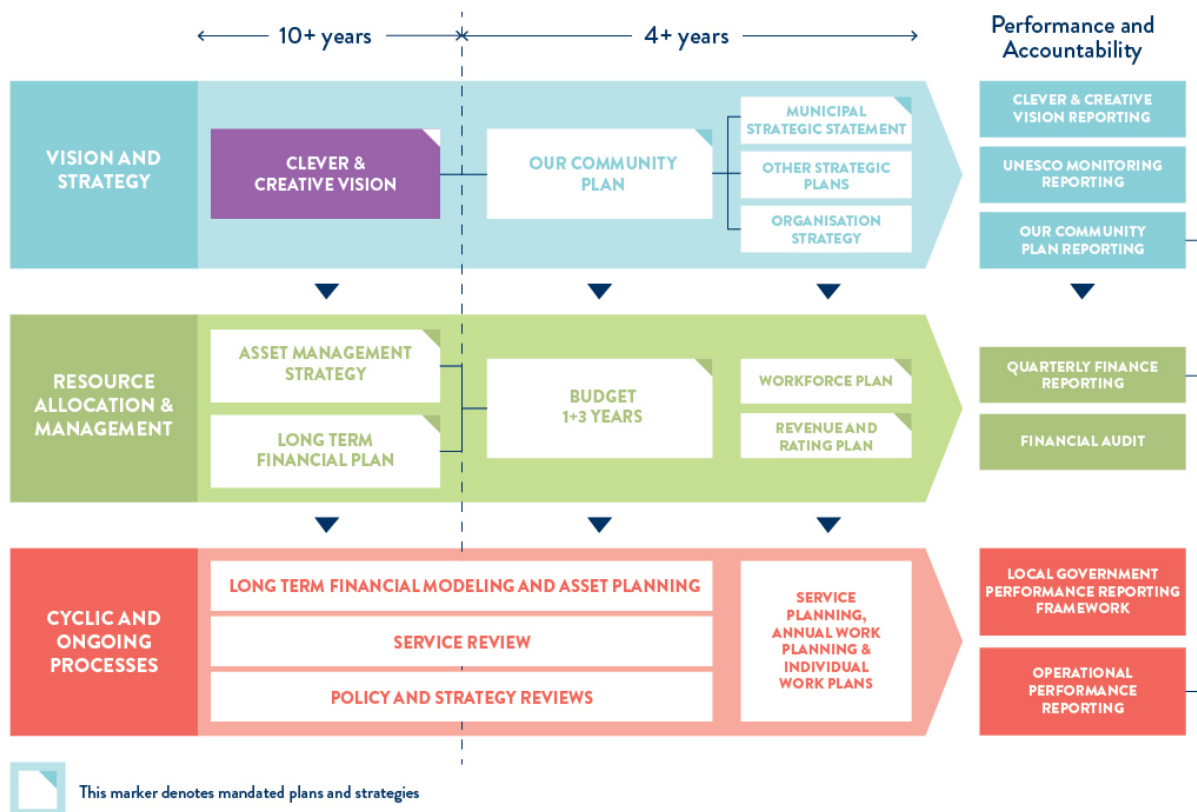 10+ years
4+ years
Performance and
Accountability
VISION AND
STRATEGY
CLEVER &
CREATIVE VISION
OUR COMMUNITY
PLAN
MUNICIPAL
STRATEGIC STATEMENT
OTHER STRATEGIC
PLANS
ORGANISATION
STRATEGY
CLEVER & CREATIVE
VISION REPORTING
UNESCO MONITORING
REPORTING
OUR COMMUNITY
PLAN REPORTING
RESOURCE
ALLOCATION &
MANAGEMENT
ASSET MANAGEMENT
STRATEGY
LONG TERM
FINANCIAL PLAN
BUDGET
1+3 YEARS
WORKFORCE PLAN
REVENUE AND
RATING PLAN
QUARTERLY FINANCE
REPORTING
FINANCIAL AUDIT
CYCLIC AND
ONGOING
PROCESSES
LONG TERM FINANCIAL MODELING AND ASSET PLANNING
SERVICE REVIEW
POLICY AND STRATEGY REVIEWS
SERVICE
PLANNING,
ANNUAL WORK
PLANNING &
INDIVIDUAL
WORK PLANS
LOCAL GOVERNMENT
PERFORMANCE REPORTING
FRAMEWORK
OPERATIONAL
PERFORMANCE
REPORTING
This marker denotes mandated plans and strategies